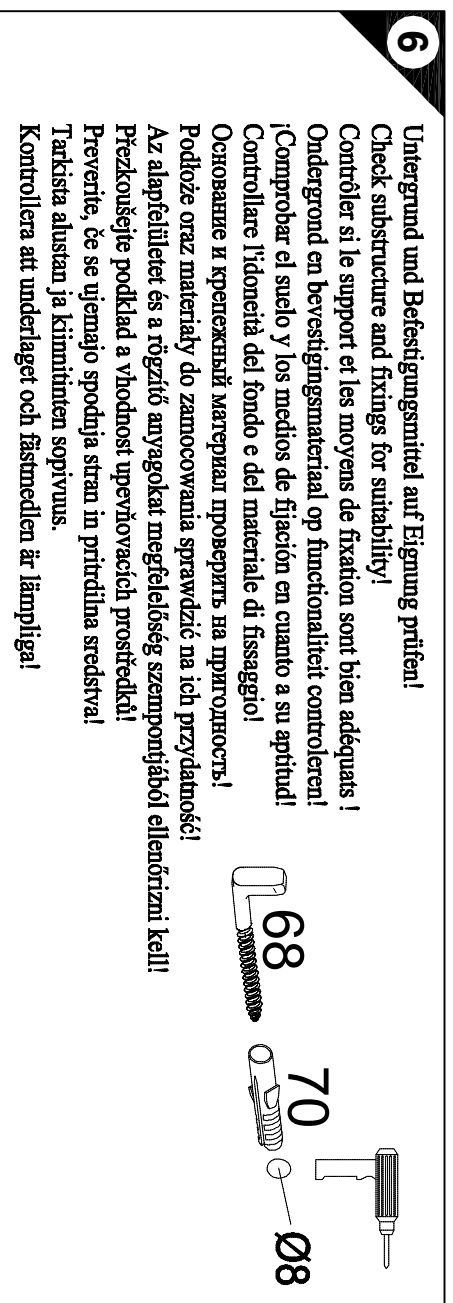 6
Untergrund und Befestigungsmittel auf Eignung prüfen!
Check substructure and fixings for suitability!
Contrôler si le support et les moyens de fixation sont bien adéquats !
Ondergrond en bevestigingsmateriaal op functionaliteit controleren!
¡Comprobar el suelo y los medios de fijación en cuanto a su aptitud!
Controllare l'idoneità del fondo e del materiale di fissaggio!
Основание и крепежный материал проверить на пригодность!
Podłoże oraz materiały do zamocowania sprawdzić na ich przydatność!
Az alapfelületet és a rögzítő anyagokat megfelelőség szempontjából ellenőrizni kell!
Přezkoušejte podklad a vhodnost upevňovacích prostředků!
Preverite, če se ujemajo spodnja stran in pritrdilna sredstva!
Tarkista alustan ja kiinnitinten sopivuus.
Kontrollera att underlaget och fästmedlen är lämpliga!
68
70
Ø8